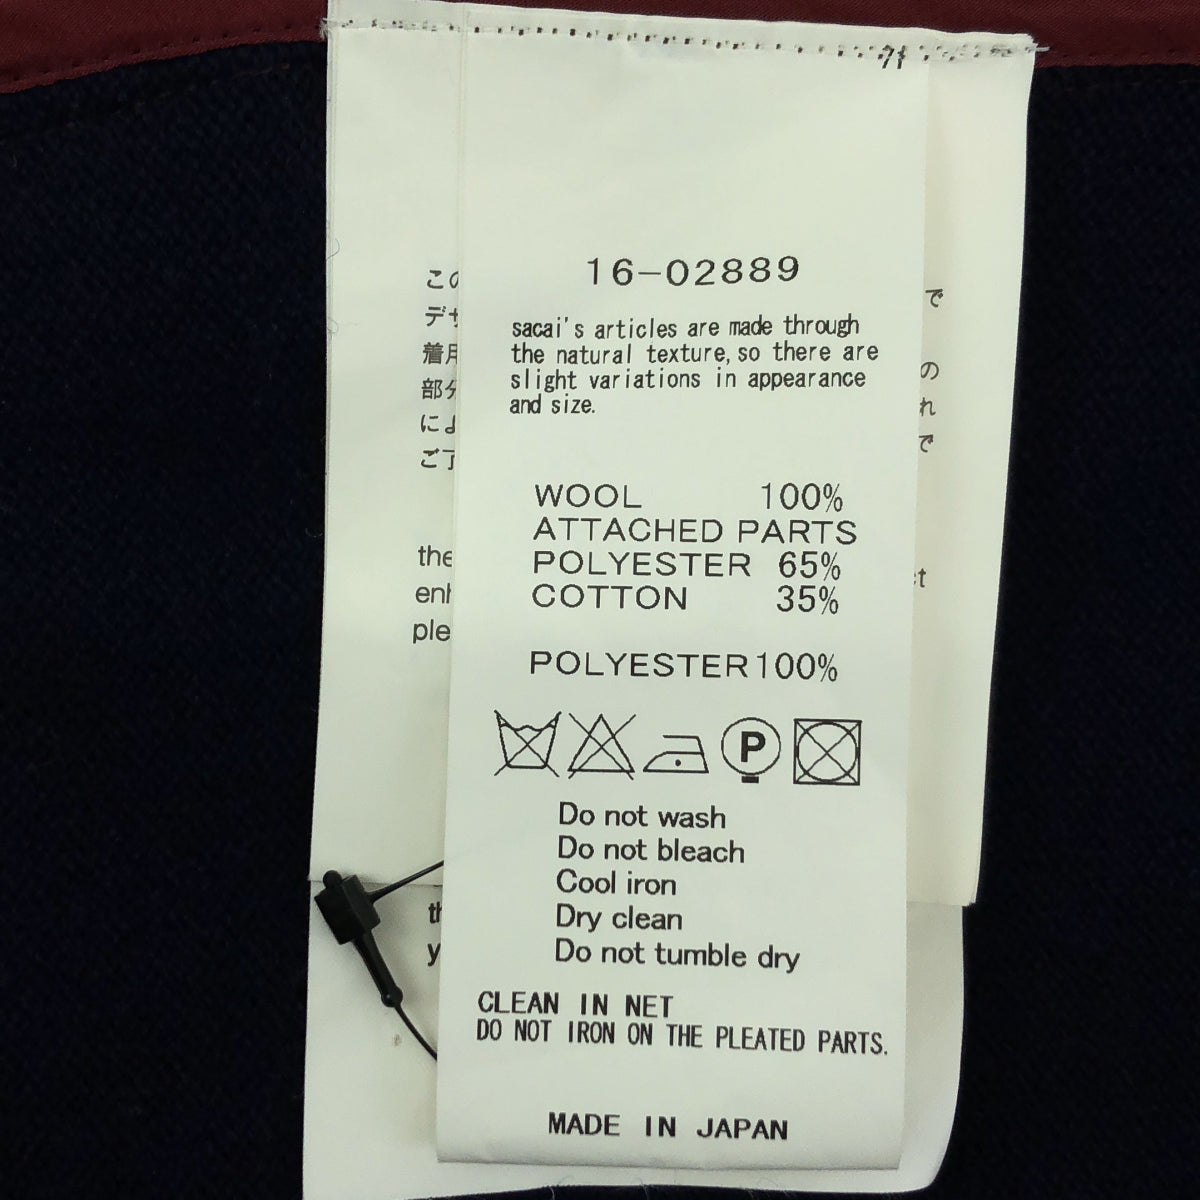 16-02889
sacai's articles are made through
the natural texture, so there are
slight variations in appearance
and size.
WOOL 100%
ATTACHED PARTS
POLYESTER 65%
COTTON 35%
POLYESTER 100%
P
Do not wash
Do not bleach
Cool iron
Dry clean
Do not tumble dry
CLEAN IN NET
DO NOT IRON ON THE PLEATED PARTS.
MADE IN JAPAN